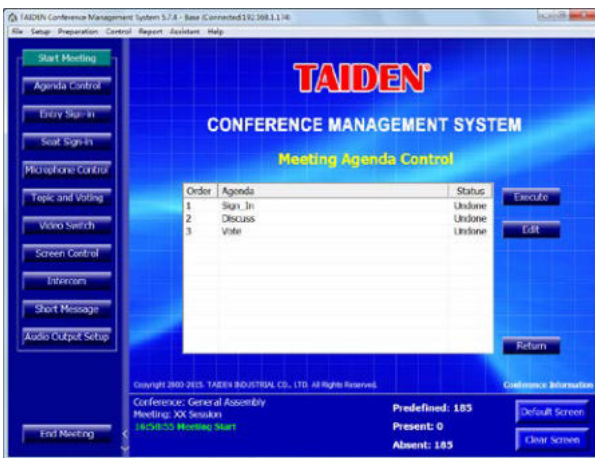 TAIDEN Conference Management System 5.7.8 - Base (Connected:192.168.1.134)
File Setup Preparation Control Report Assistant Help
Start Meeting
Agenda Control
Entry Sign-in
Seat Sign-in
Microphone Control
Topic and Voting
Video Switch
Screen Control
Intercom
Short Message
Audio Output Setup
End Meeting
TAIDEN®
CONFERENCE MANAGEMENT SYSTEM
Meeting Agenda Control
Order Agenda Status
1 Sign_In Undone
2 Discuss Undone
3 Vote Undone
Execute
Edit
Return
Copyright 2003-2015. TAIDEN INDUSTRIAL CO., LTD. All Rights Reserved.
Conference Information
Conference: General Assembly
Meeting: XX Session
16:58:55 Meeting Start
Predefined: 185
Present: 0
Absent: 185
Default Screen
Clear Screen